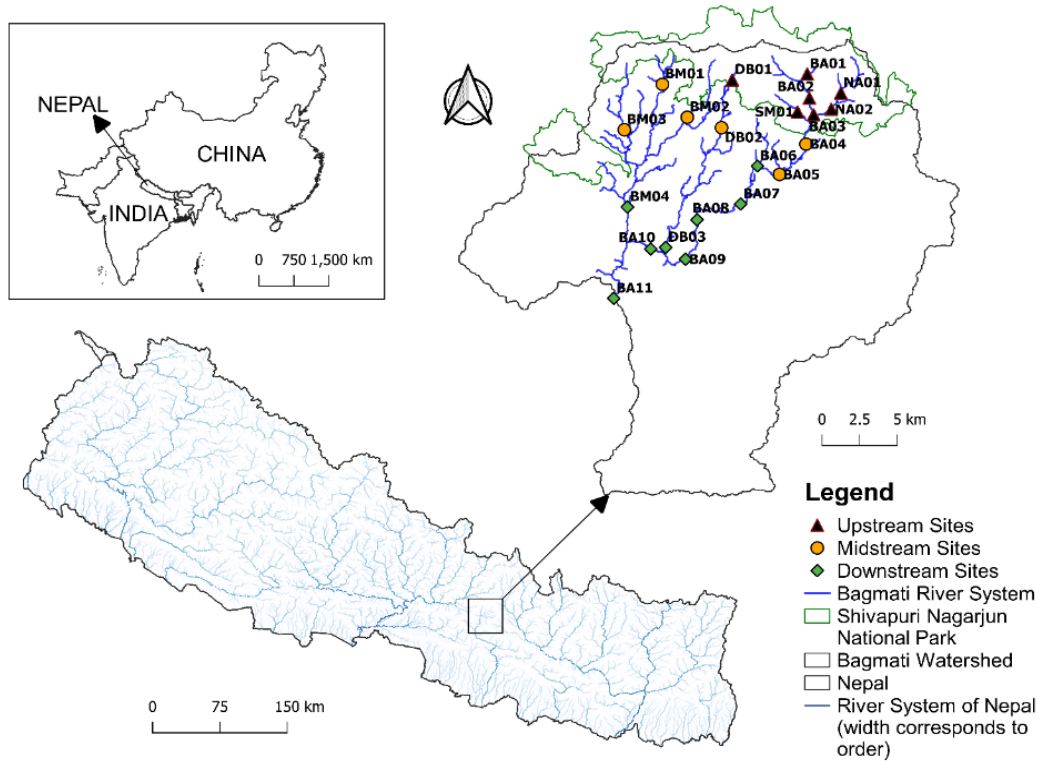 NEPAL
CHINA
INDIA
0 750 1,500 km
BM01
DB01
BA01
BA02
NA01
BM02
SM01
NA02
BM03
DB02
BA03
BA04
BA06
BA05
BM04
BA07
BA08
BA10
DB03
BA09
BA11
0 2.5 5 km
Legend
Upstream Sites
Midstream Sites
Downstream Sites
Bagmati River System
Shivapuri Nagarjun
National Park
Bagmati Watershed
Nepal
River System of Nepal
(width corresponds to
order)
0 75 150 km